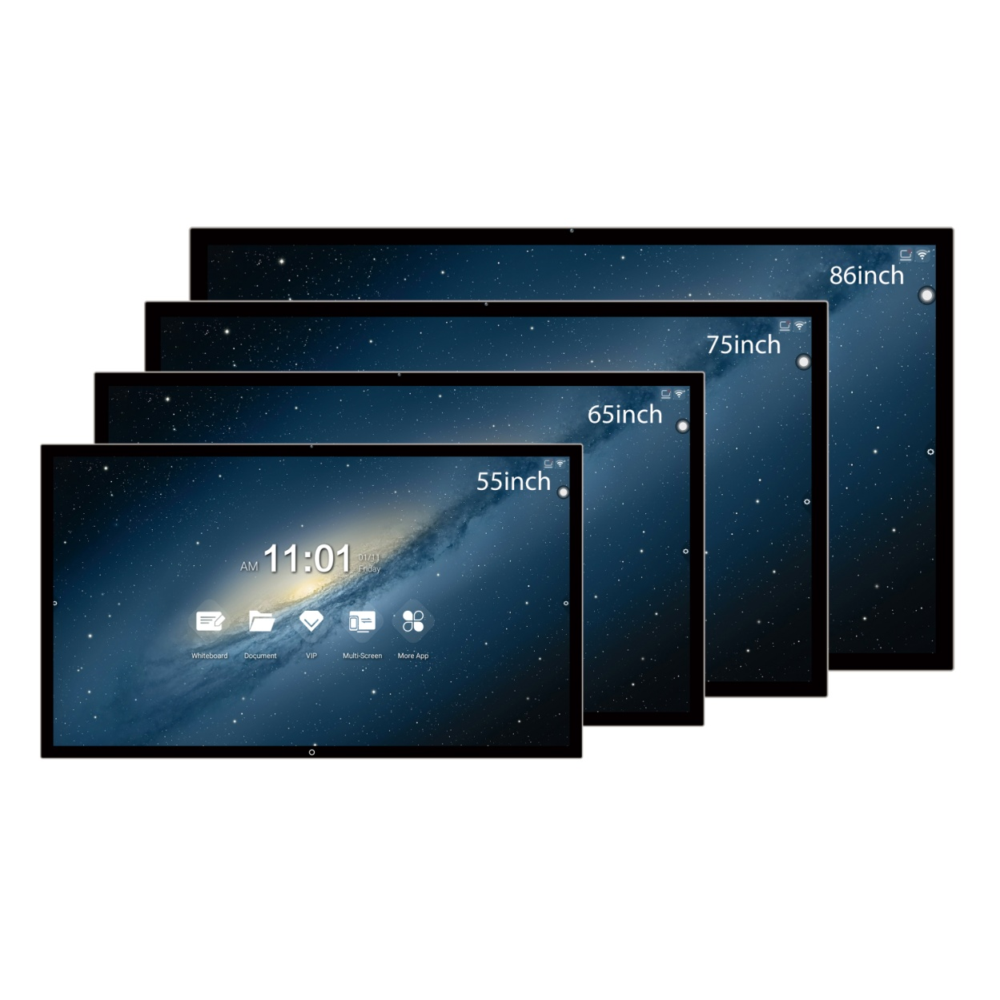 86inch
75inch
65inch
55inch
AM 11:01 01/11 Friday
Whiteboard Document VIP Multi-Screen More App